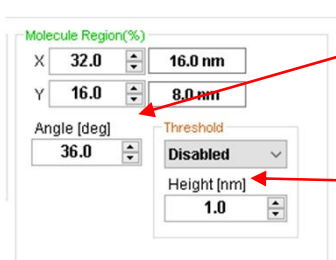 Molecule Region(%)
X 32.0 16.0 nm
Y 16.0 8.0 nm
Angle [deg]
36.0
Threshold
Disabled
Height [nm]
1.0